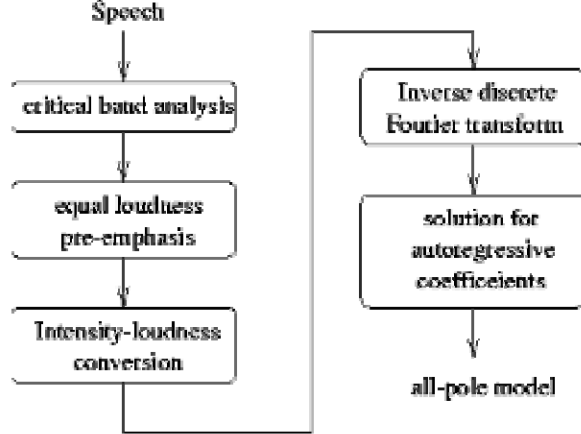 Speech
critical band analysis
equal loudness
pre-emphasis
Intensity-loudness
conversion
Inverse discrete
Fourier transform
solution for
autoregressive
coefficeients
all-pole model